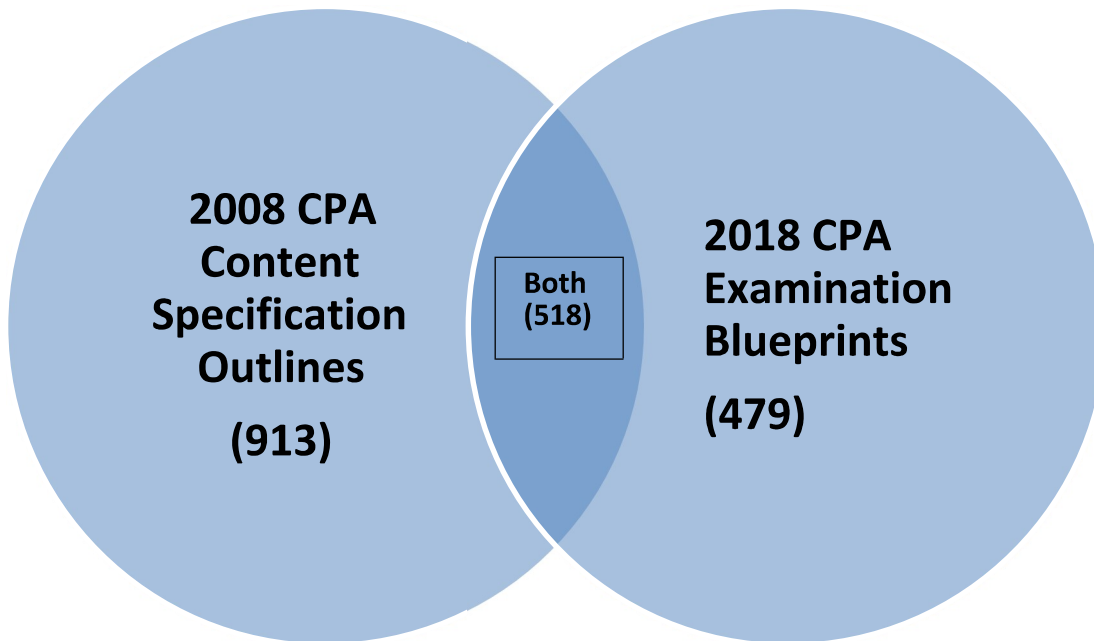 2008 CPA
Content
Specification
Outlines
(913)
Both
(518)
2018 CPA
Examination
Blueprints
(479)